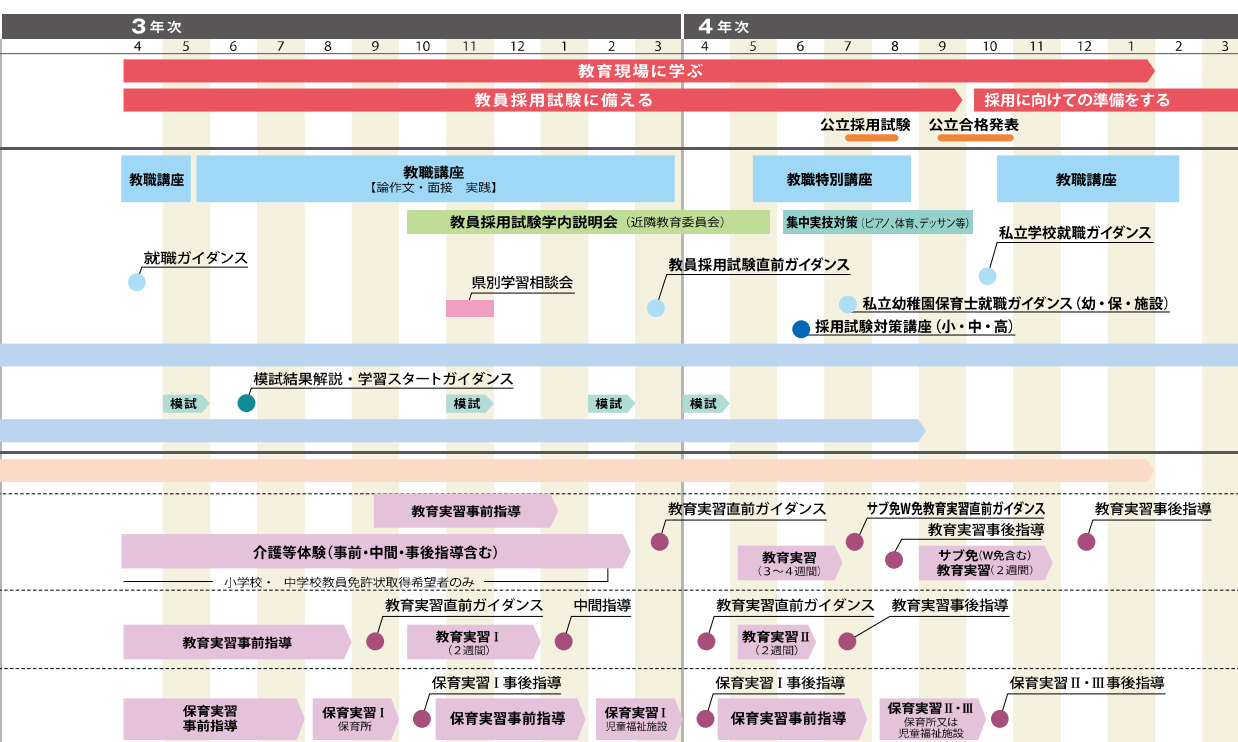 3年次
4年次
4 5 6 7 8 9 10 11 12 1 2 3 4 5 6 7 8 9 10 11 12 1 2 3
教育現場に学ぶ
教員採用試験に備える
採用に向けての準備をする
公立採用試験
公立合格発表
教職講座
教職講座
【論作文・面接　実践】
教職特別講座
教職講座
教員採用試験学内説明会（近隣教育委員会）
集中実技対策（ピアノ、体育、デッサン等）
私立学校就職ガイダンス
就職ガイダンス
教員採用試験直前ガイダンス
県別学習相談会
私立幼稚園保育士就職ガイダンス（幼・保・施設）
採用試験対策講座（小・中・高）
模試結果解説・学習スタートガイダンス
模試
模試
模試
模試
教育実習事前指導
教育実習直前ガイダンス
サブ免W免教育実習直前ガイダンス
教育実習事後指導
教育実習事後指導
介護等体験（事前・中間・事後指導含む）
教育実習
（3～4週間）
サブ免（W免含む）
教育実習（2週間）
小学校・　中学校教員免許状取得希望者のみ
教育実習直前ガイダンス
中間指導
教育実習直前ガイダンス
教育実習事後指導
教育実習事前指導
教育実習Ⅰ
（2週間）
教育実習Ⅱ
（2週間）
保育実習Ⅰ事後指導
保育実習Ⅰ事後指導
保育実習Ⅱ・Ⅲ事後指導
保育実習
事前指導
保育実習Ⅰ
保育所
保育実習事前指導
保育実習Ⅰ
児童福祉施設
保育実習事前指導
保育実習Ⅱ・Ⅲ
保育所又は
児童福祉施設